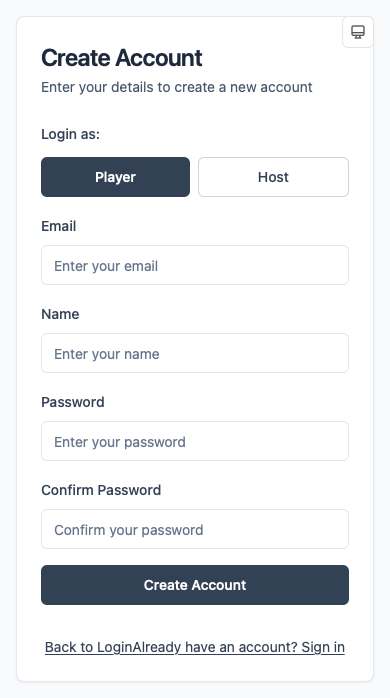 Create Account
Enter your details to create a new account
Login as:
Player Host
Email
Enter your email
Name
Enter your name
Password
Enter your password
Confirm Password
Confirm your password
Create Account
Back to LoginAlready have an account? Sign in